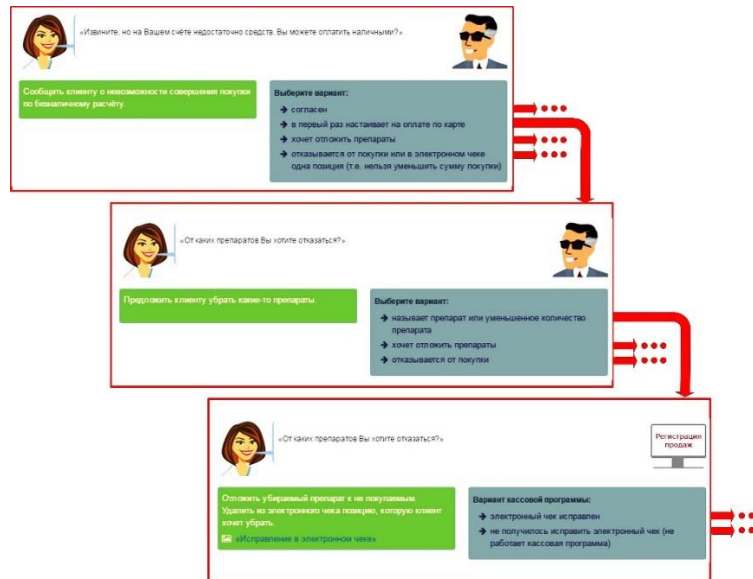 «Извините, но на Вашем счёте недостаточно средств. Вы можете оплатить наличными?»
Сообщить клиенту о невозможности совершения покупки
по безналичному расчёту.
Выберите вариант:
➔ согласен
➔ в первый раз настаивает на оплате по карте
➔ хочет отложить препараты
➔ отказывается от покупки или в электронном чеке
одна позиция (т.е. нельзя уменьшить сумму покупки)
«От каких препаратов Вы хотите отказаться?»
Предложить клиенту убрать какие-то препараты.
Выберите вариант:
➔ называет препарат или уменьшенное количество
препарата
➔ хочет отложить препараты
➔ отказывается от покупки
«От каких препаратов Вы хотите отказаться?»
Регистрация
продаж
Отложить убираемый препарат к не покупаемым.
Удалить из электронного чека позицию, которую клиент
хочет убрать.
«Исправление в электронном чеке»
Вариант кассовой программы:
➔ электронный чек исправлен
➔ не получилось исправить электронный чек (не
работает кассовая программа)